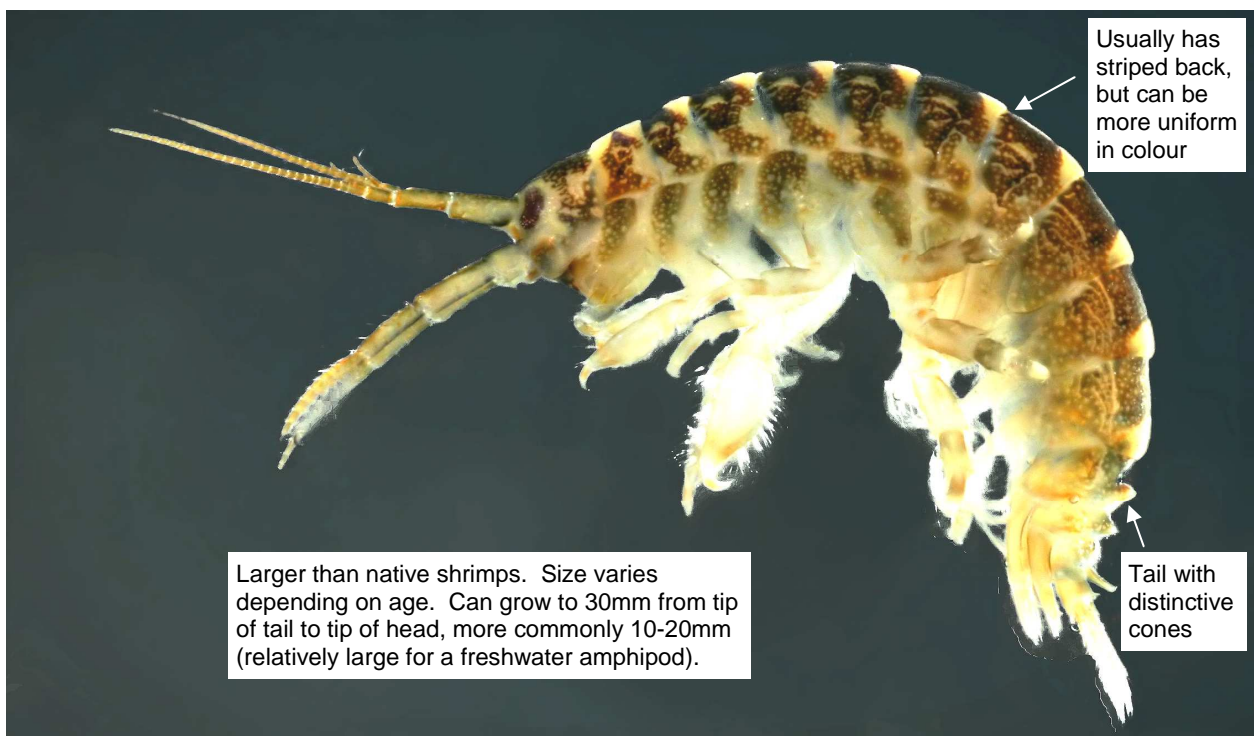 Usually has
striped back,
but can be
more uniform
in colour
Larger than native shrimps.  Size varies
depending on age.  Can grow to 30mm from tip
of tail to tip of head, more commonly 10-20mm
(relatively large for a freshwater amphipod).
Tail with
distinctive
cones